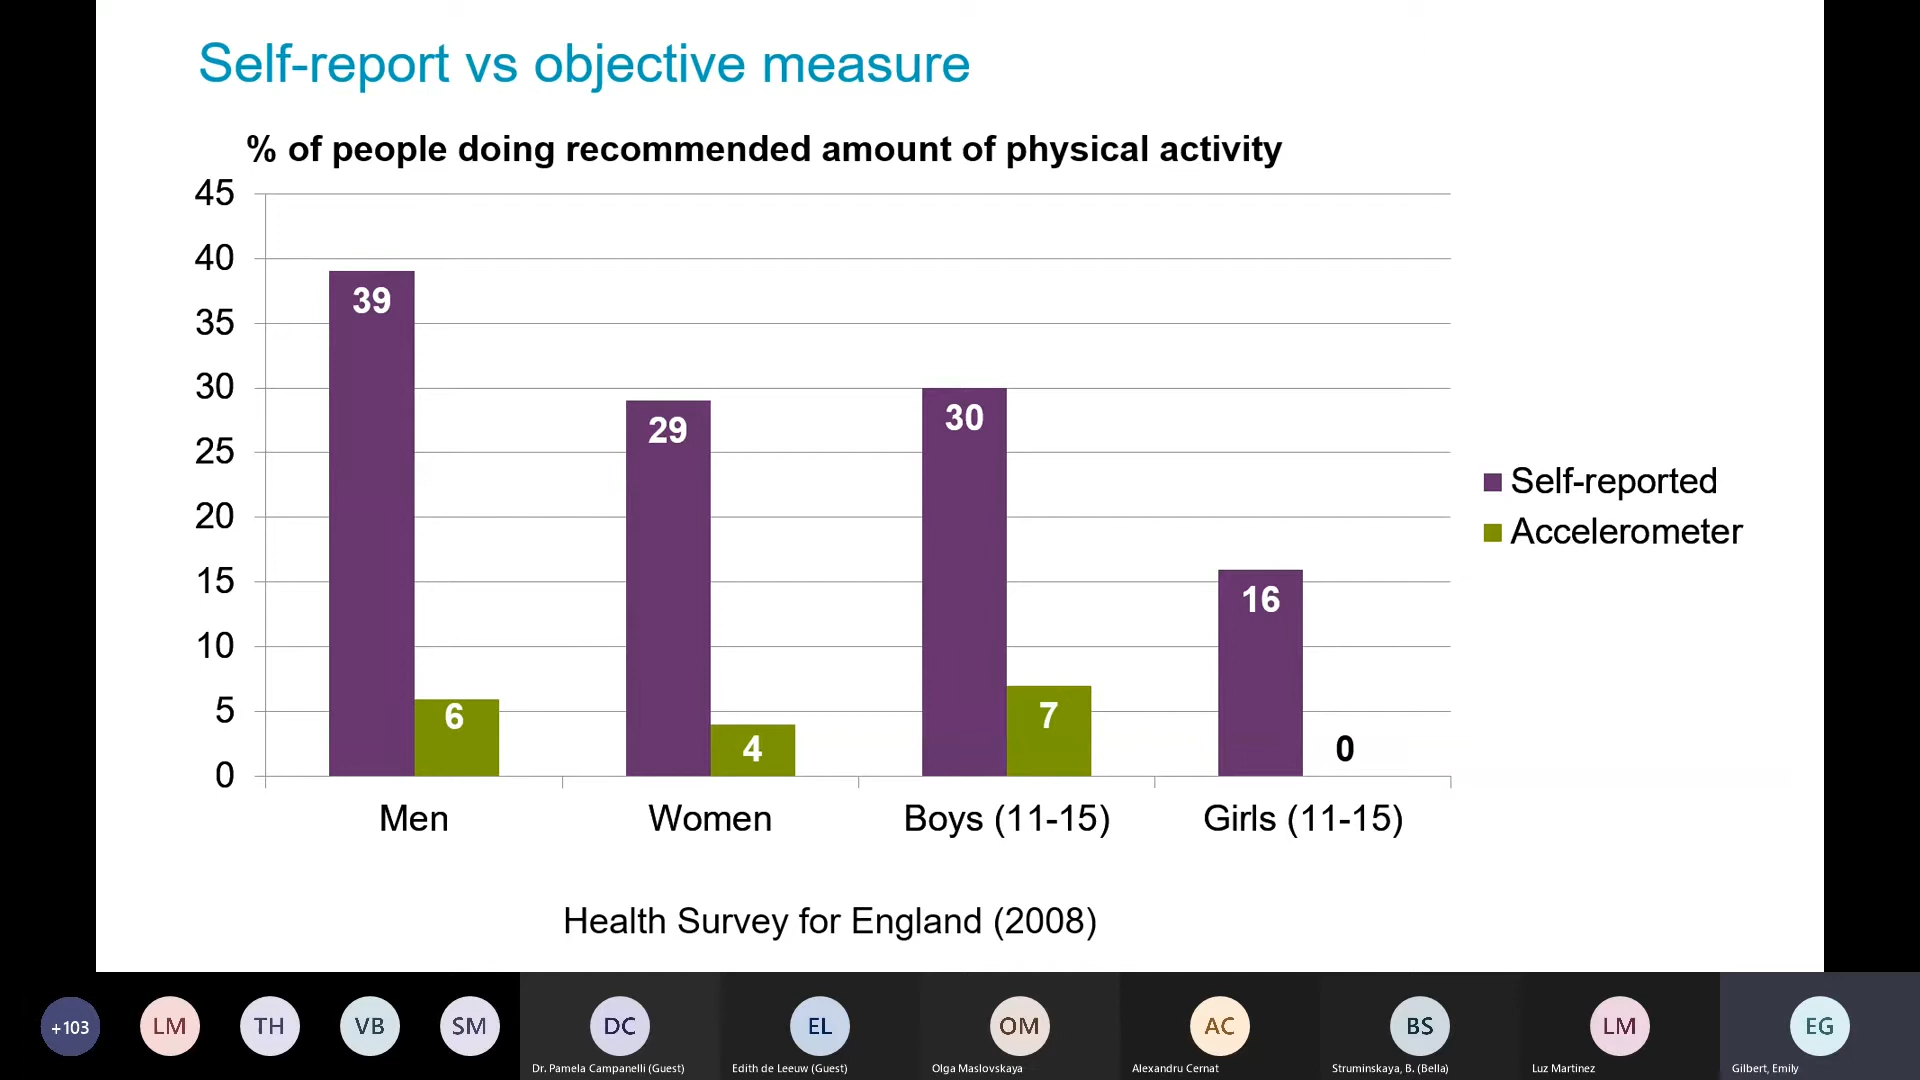 Self-report vs objective measure
% of people doing recommended amount of physical activity
45
40
35
30
25
20
15
10
5
0
39
6
29
4
30
7
16
0
Men
Women
Boys (11-15)
Girls (11-15)
Self-reported
Accelerometer
Health Survey for England (2008)
+103
LM
TH
VB
SM
DC
Dr. Pamela Campanelli (Guest)
EL
Edith de Leeuw (Guest)
OM
Olga Maslovskaya
AC
Alexandru Cernat
BS
Struminskaya, B. (Bella)
LM
Luz Martinez
EG
Gilbert, Emily